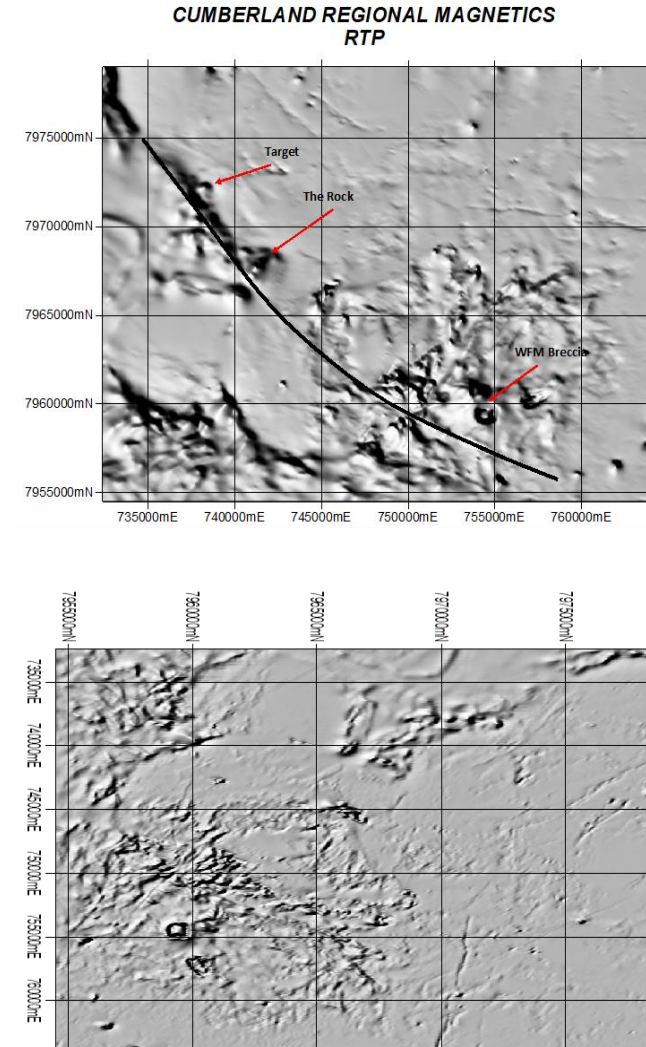 CUMBERLAND REGIONAL MAGNETICS
RTP
7975000mN
Target
The Rock
7970000mN
7965000mN
WFM Breccia
7960000mN
7955000mN
735000mE 740000mE 745000mE 750000mE 755000mE 760000mE
7955000mN 7960000mN 7965000mN 7970000mN 7975000mN
735000mE
740000mE
745000mE
750000mE
755000mE
760000mE